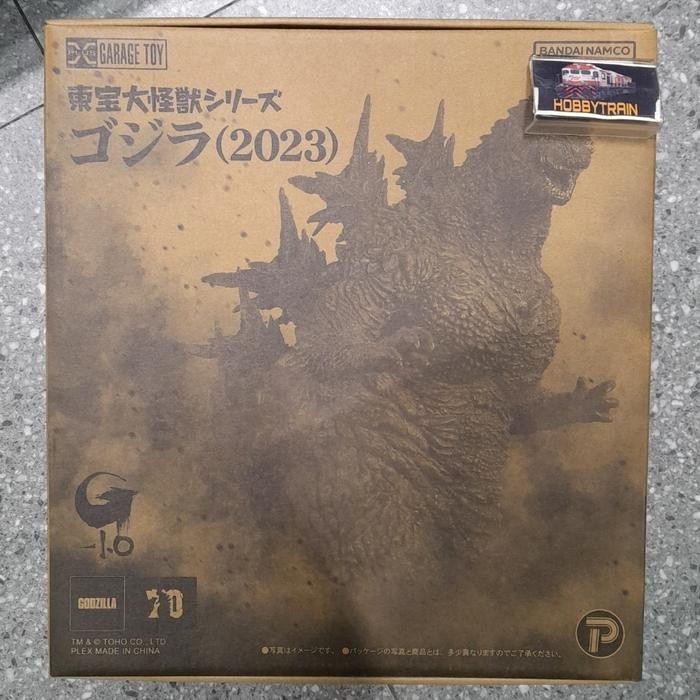 GARAGE TOY
BANDAI NAMCO
HOBBYTRAIN
東宝大怪獣シリーズ
ゴジラ(2023)
G
-1.0
GODZILLA
70
TM & © TOHO CO., LTD
PLEX MADE IN CHINA
●写真はイメージです。 ●パッケージの写真と商品とは、多少異なりますのでご了承ください。
P